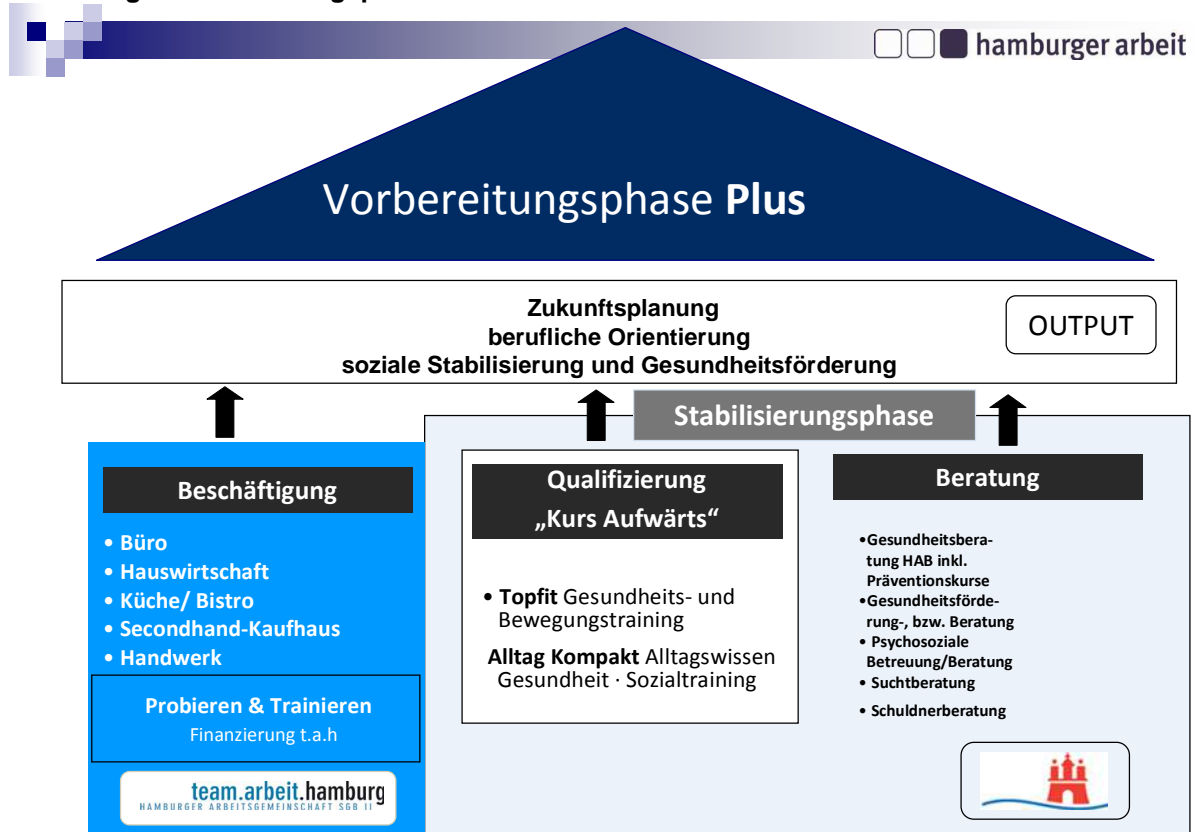 hamburger arbeit
Vorbereitungsphase Plus
Zukunftsplanung
berufliche Orientierung
soziale Stabilisierung und Gesundheitsförderung
OUTPUT
Stabilisierungsphase
Beschäftigung
• Büro
• Hauswirtschaft
• Küche/ Bistro
• Secondhand-Kaufhaus
• Handwerk
Probieren & Trainieren
Finanzierung t.a.h
team.arbeit.hamburg
HAMBURGER ARBEITSGEMEINSCHAFT SGB II
Qualifizierung
„Kurs Aufwärts“
• Topfit Gesundheits- und
Bewegungstraining
Alltag Kompakt Alltagswissen
Gesundheit · Sozialtraining
Beratung
•Gesundheitsbera-
tung HAB inkl.
Präventionskurse
•Gesundheitsförde-
rung-, bzw. Beratung
• Psychosoziale
Betreuung/Beratung
• Suchtberatung
• Schuldnerberatung